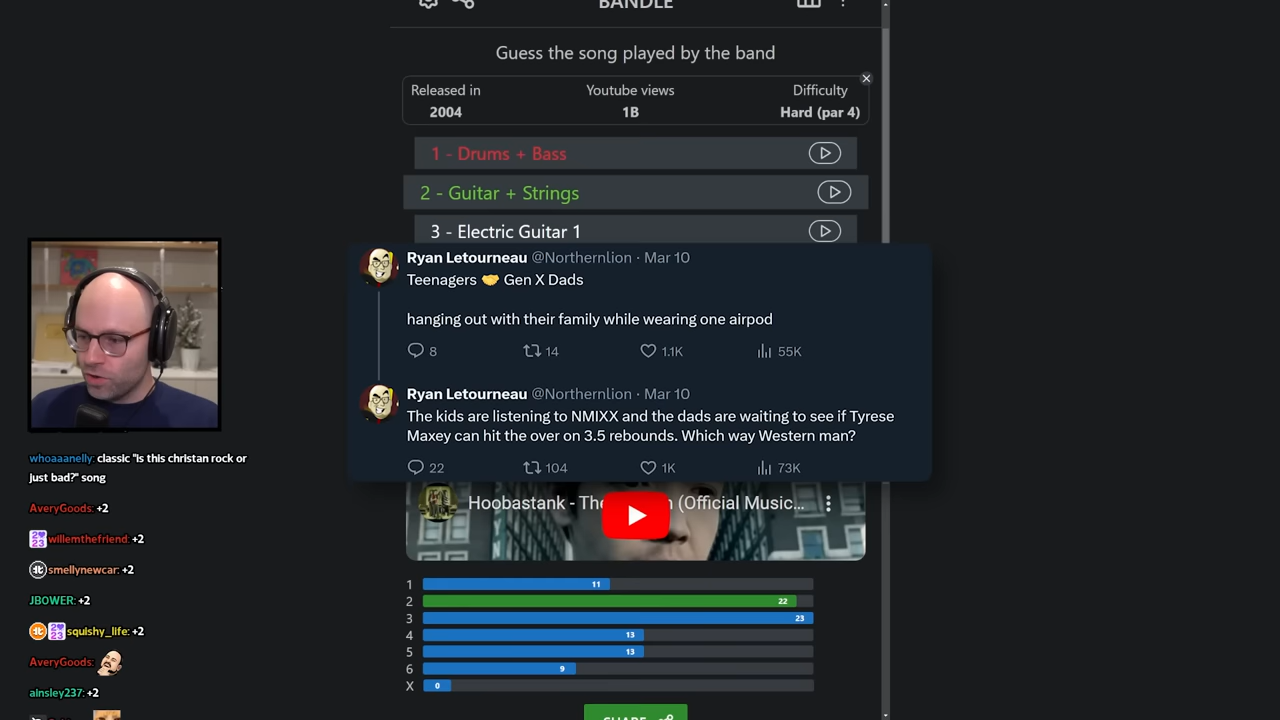 BANDLE
Guess the song played by the band
Released in
2004
Youtube views
1B
Difficulty
Hard (par 4)
1 - Drums + Bass
2 - Guitar + Strings
3 - Electric Guitar 1
Ryan Letourneau @Northernlion · Mar 10
Teenagers 🤝 Gen X Dads
hanging out with their family while wearing one airpod
8 14 1.1K 55K
Ryan Letourneau @Northernlion · Mar 10
The kids are listening to NMIXX and the dads are waiting to see if Tyrese
Maxey can hit the over on 3.5 rebounds. Which way Western man?
22 104 1K 73K
Hoobastank - The (Official Music...
1 11
2 22
3 23
4 13
5 13
6 9
X 0
SHARE
whoaaanelly: classic "is this christan rock or
just bad?" song
AveryGoods: +2
willemthefriend: +2
smellynewcar: +2
JBOWER: +2
squishy_life: +2
AveryGoods:
ainsley237: +2